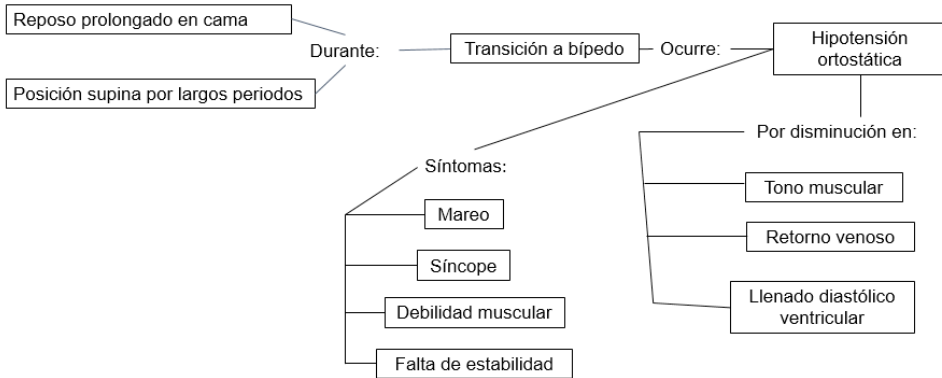 Reposo prolongado en cama
Durante:
Posición supina por largos periodos
Transición a bípedo
Ocurre:
Hipotensión
ortostática
Por disminución en:
Tono muscular
Retorno venoso
Llenado diastólico
ventricular
Síntomas:
Mareo
Síncope
Debilidad muscular
Falta de estabilidad